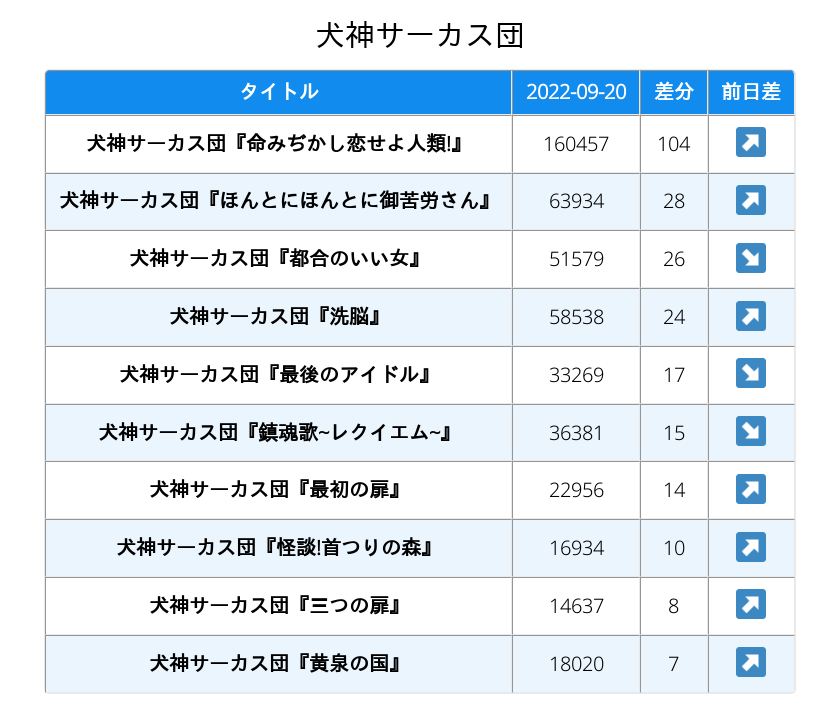 犬神サーカス団
タイトル 2022-09-20 差分 前日差
犬神サーカス団『命みぢかし恋せよ人類!』 160457 104 ↗
犬神サーカス団『ほんとにほんとに御苦労さん』 63934 28 ↗
犬神サーカス団『都合のいい女』 51579 26 ↘
犬神サーカス団『洗脳』 58538 24 ↗
犬神サーカス団『最後のアイドル』 33269 17 ↘
犬神サーカス団『鎮魂歌~レクイエム~』 36381 15 ↘
犬神サーカス団『最初の扉』 22956 14 ↗
犬神サーカス団『怪談!首つりの森』 16934 10 ↗
犬神サーカス団『三つの扉』 14637 8 ↗
犬神サーカス団『黄泉の国』 18020 7 ↗